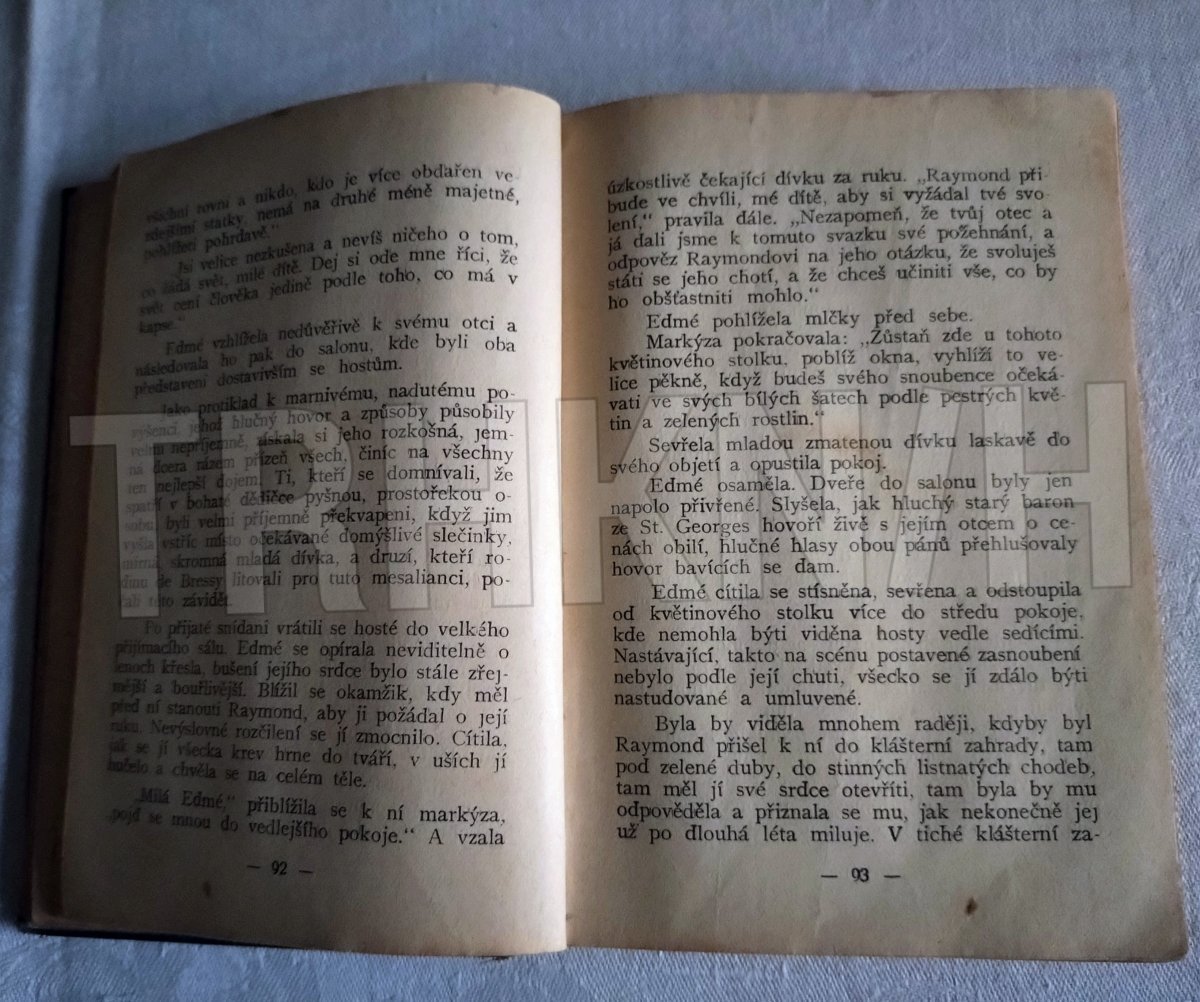 všichni rovni a nikdo, kdo je více obdařen ve-
zdejšími statky, nemá na druhé méně majetné,
pohlížeti pohrdavě."
Jsi velice nezkušena a nevíš ničeho o tom,
co žádá svět, milé dítě. Dej si ode mne říci, že
svět cení člověka jedině podle toho, co má v
kapse."
Edmé vzhlížela nedůvěřivě k svému otci a
následovala ho pak do salonu, kde byli oba
představeni dostavivším se hostům.
Jako protiklad k marnivému, nadutému po-
výšenci, jehož hlučný hovor a způsoby působily
velmi nepříjemně, získala si jeho rozkošná, jem-
ná dcera rázem přízeň všech, činíc na všechny
ten nejlepší dojem. Ti, kteří se domnívali, že
spatří v bohaté dědičce pyšnou, prostořekou o-
sobu, byli velmi příjemně překvapeni, když jim
vyšla vstříc místo očekávané domýšlivé slečinky,
mírná, skromná mladá dívka, a druzí, kteří ro-
dinu de Bressy litovali pro tuto mesalianci, po-
čali této závidět.
Po přijaté snídani vrátili se hosté do velkého
přijímacího sálu. Edmé se opírala neviditelně o
lenoch křesla, bušení jejího srdce bylo stále zřej-
mější a bouřlivější. Blížil se okamžik, kdy měl
před ní stanouti Raymond, aby ji požádal o její
ruku. Nevýslovné rozčilení se jí zmocnilo. Cítila,
jak se jí všecka krev hrne do tváří, v uších jí
hučelo a chvěla se na celém těle.
„Milá Edmé," přiblížila se k ní markýza,
„pojď se mnou do vedlejšího pokoje." A vzala
— 92 —
úzkostlivě čekající dívku za ruku. „Raymond při-
bude ve chvíli, mé dítě, aby si vyžádal tvé svo-
lení," pravila dále. „Nezapomeň, že tvůj otec a
já dali jsme k tomuto svazku své požehnání, a
odpověz Raymondovi na jeho otázku, že svoluješ
státi se jeho chotí, a že chceš učiniti vše, co by
ho obšťastniti mohlo."
Edmé pohlížela mlčky před sebe.
Markýza pokračovala: „Zůstaň zde u tohoto
květinového stolku, poblíž okna, vyhlíží to ve-
lice pěkně, když budeš svého snoubence očeká-
vati ve svých bílých šatech podle pestrých kvě-
tin a zelených rostlin."
Sevřela mladou zmatenou dívku laskavě do
svého objetí a opustila pokoj.
Edmé osaměla. Dveře do salonu byly jen
napolo přivřené. Slyšela, jak hluchý starý baron
ze St. Georges hovoří živě s jejím otcem o ce-
nách obilí, hlučné hlasy obou pánů přehlušovaly
hovor bavících se dam.
Edmé cítila se stísněna, sevřena a odstoupila
od květinového stolku více do středu pokoje,
kde nemohla býti viděna hosty vedle sedícími.
Nastávající, takto na scénu postavené zasnoubení
nebylo podle její chuti, všecko se jí zdálo býti
nastudované a umluvené.
Byla by viděla mnohem raději, kdyby byl
Raymond přišel k ní do klášterní zahrady, tam
pod zelené duby, do stinných listnatých chodeb,
tam měl jí své srdce otevříti, tam byla by mu
odpověděla a přiznala se mu, jak nekonečně jej
už po dlouhá léta miluje. V tiché klášterní za-
— 93 —